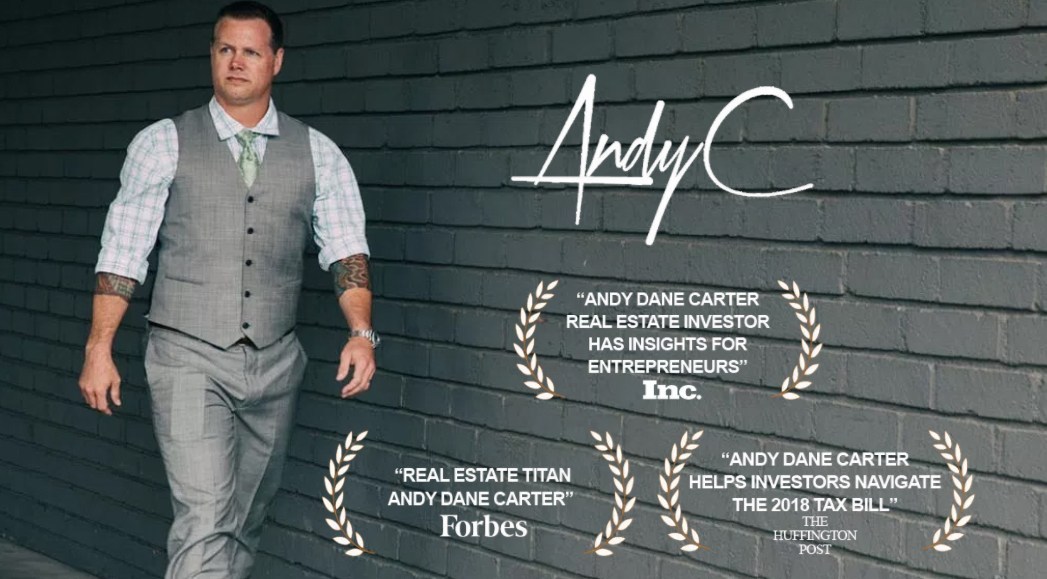 Andy C
“ANDY DANE CARTER
REAL ESTATE INVESTOR
HAS INSIGHTS FOR
ENTREPRENEURS”
Inc.
“REAL ESTATE TITAN
ANDY DANE CARTER”
Forbes
“ANDY DANE CARTER
HELPS INVESTORS NAVIGATE
THE 2018 TAX BILL”
THE
HUFFINGTON
POST